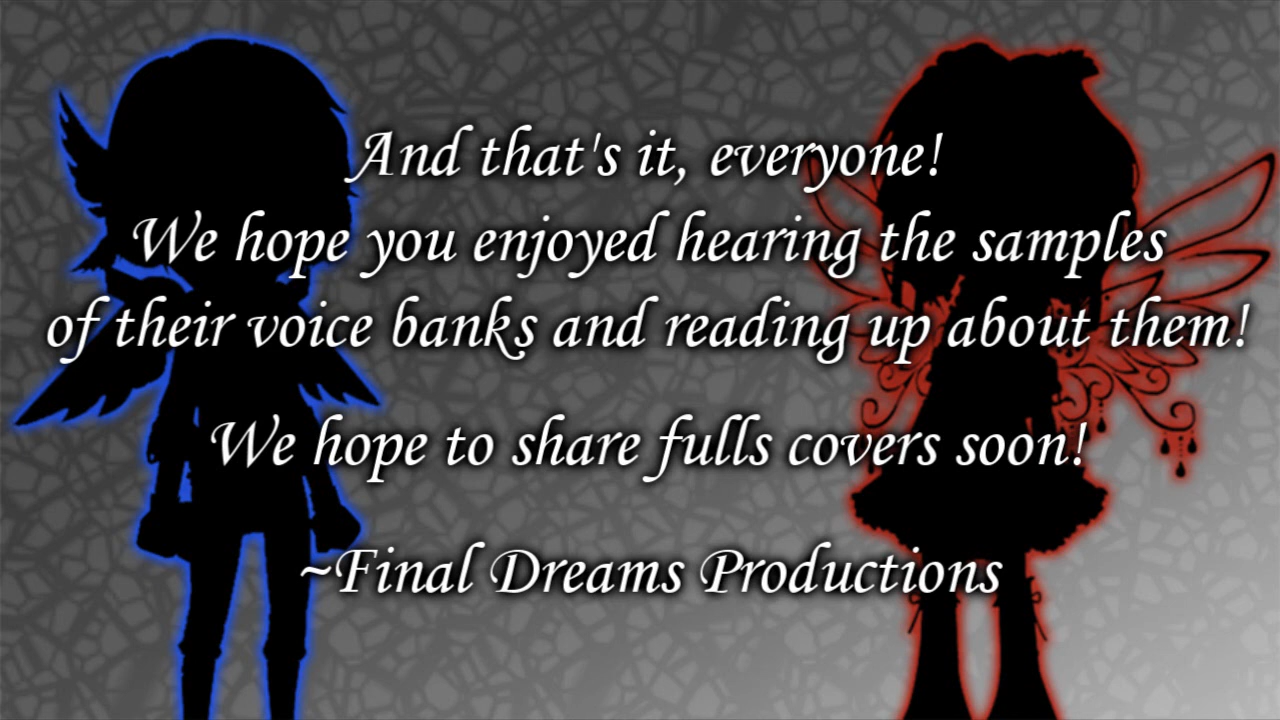 And that's it, everyone!
We hope you enjoyed hearing the samples
of their voice banks and reading up about them!
We hope to share fulls covers soon!
~Final Dreams Productions